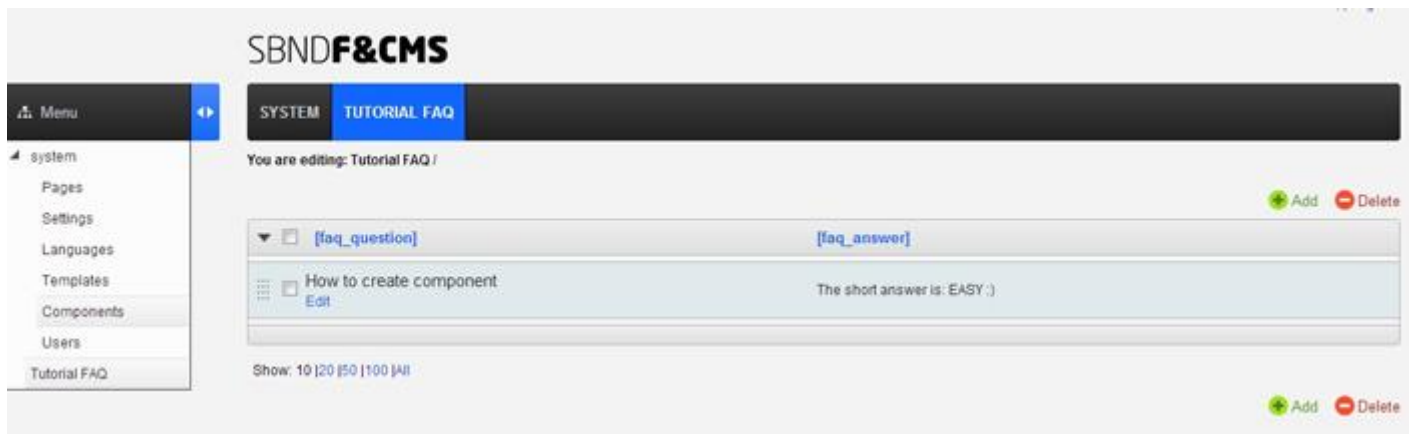 SBNDF&CMS
Menu
SYSTEM TUTORIAL FAQ
system
Pages
Settings
Languages
Templates
Components
Users
Tutorial FAQ
You are editing: Tutorial FAQ /
Add Delete
[faq_question] [faq_answer]
How to create component
Edit
The short answer is: EASY :)
Show: 10 |20 |50 |100 |All
Add Delete